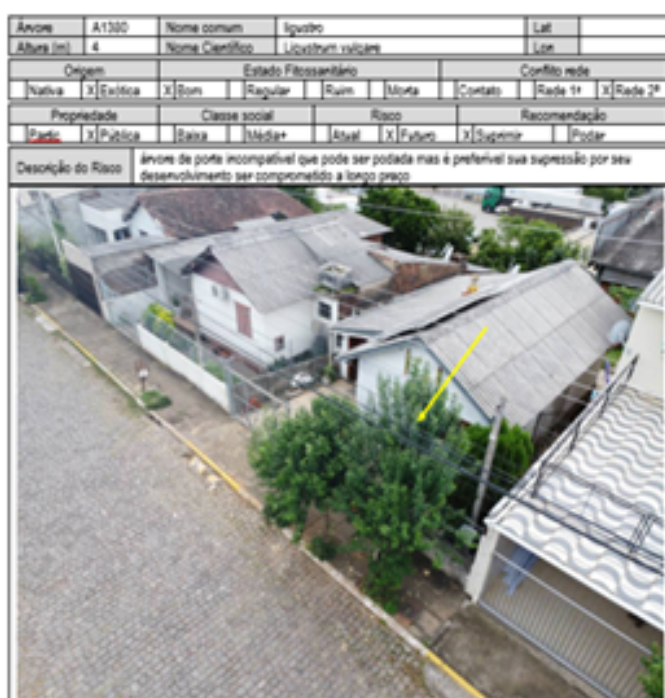 Árvore A1380 Nome comum ligustro Lat
Altura (m) 4 Nome Científico Ligustrum vulgare Lon
Origem Estado Fitossanitário Conflito rede
Nativa X Exótica X Bom Regular Ruim Morta Contato Rede 1ª X Rede 2ª
Propriedade Classe social Risco Recomendação
Partic X Pública Baixa Média+ Atual X Futuro X Suprimir Podar
Descrição do Risco árvore de porte incompatível que pode ser podada mas é preferível sua supressão por seu
desenvolvimento ser comprometido a longo praço